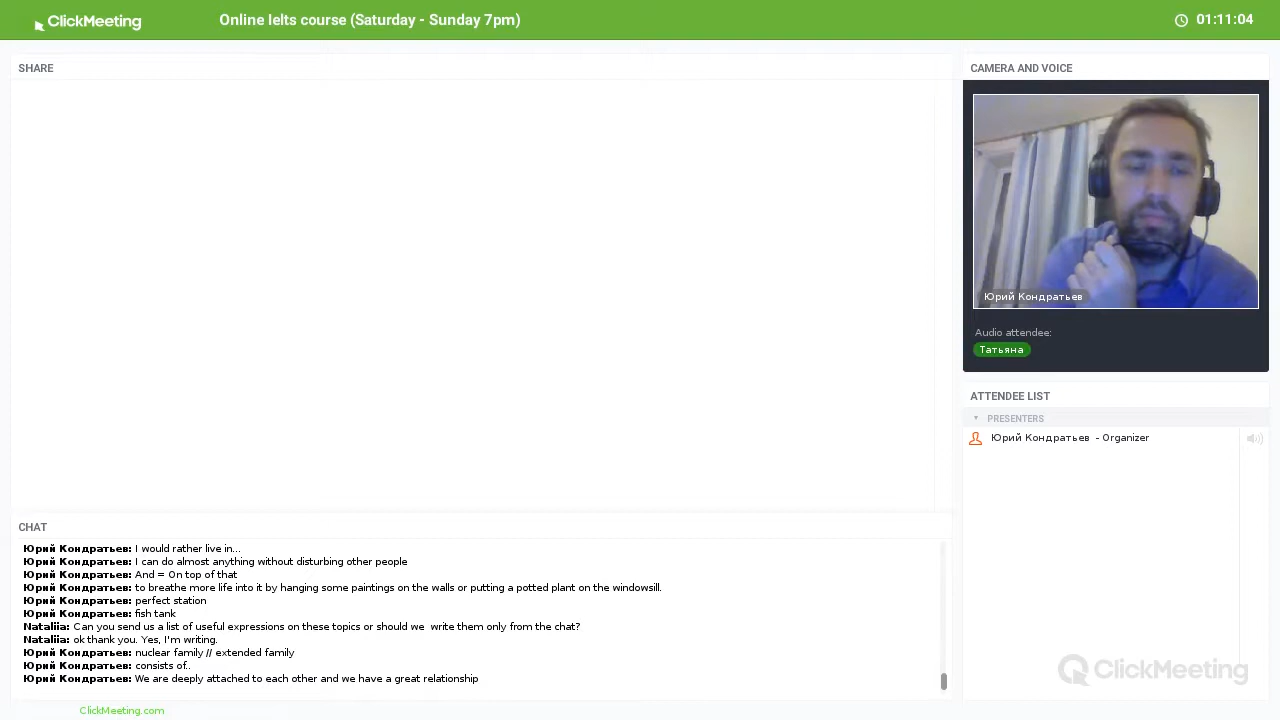 ClickMeeting
Online Ielts course (Saturday - Sunday 7pm)
01:11:04
SHARE
CAMERA AND VOICE
Юрий Кондратьев
Audio attendee:
Татьяна
ATTENDEE LIST
PRESENTERS
Юрий Кондратьев - Organizer
CHAT
Юрий Кондратьев: I would rather live in...
Юрий Кондратьев: I can do almost anything without disturbing other people
Юрий Кондратьев: And = On top of that
Юрий Кондратьев: to breathe more life into it by hanging some paintings on the walls or putting a potted plant on the windowsill.
Юрий Кондратьев: perfect station
Юрий Кондратьев: fish tank
Nataliia: Can you send us a list of useful expressions on these topics or should we write them only from the chat?
Nataliia: ok thank you. Yes, I'm writing.
Юрий Кондратьев: nuclear family // extended family
Юрий Кондратьев: consists of..
Юрий Кондратьев: We are deeply attached to each other and we have a great relationship
ClickMeeting
ClickMeeting.com